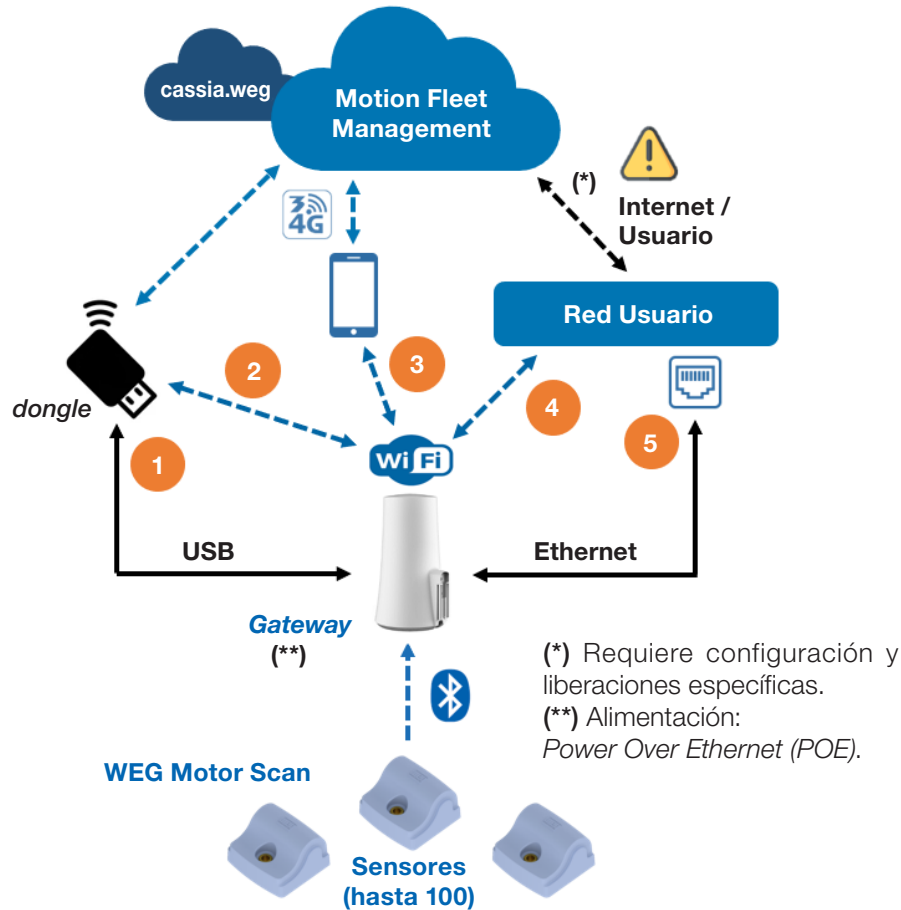 cassia.weg
Motion Fleet
Management
3G
4G
(*)
Internet /
Usuario
Red Usuario
dongle
2
3
4
5
1
Wi Fi
USB
Ethernet
Gateway
(**)
(*) Requiere configuración y
liberaciones específicas.
(**) Alimentación:
Power Over Ethernet (POE).
WEG Motor Scan
Sensores
(hasta 100)